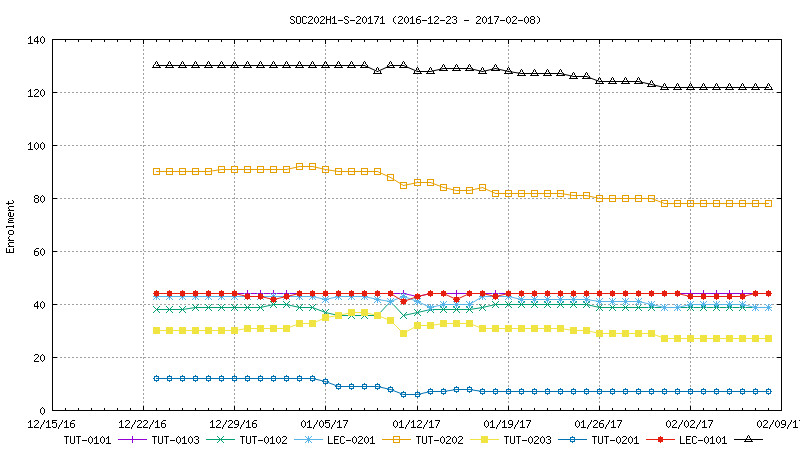 SOC202H1-S-20171 (2016-12-23 - 2017-02-08)
140
120
100
80
60
40
20
0
Enrolment
12/15/16 12/22/16 12/29/16 01/05/17 01/12/17 01/19/17 01/26/17 02/02/17 02/09/17
TUT-0101 TUT-0103 TUT-0102 LEC-0201 TUT-0202 TUT-0203 TUT-0201 LEC-0101